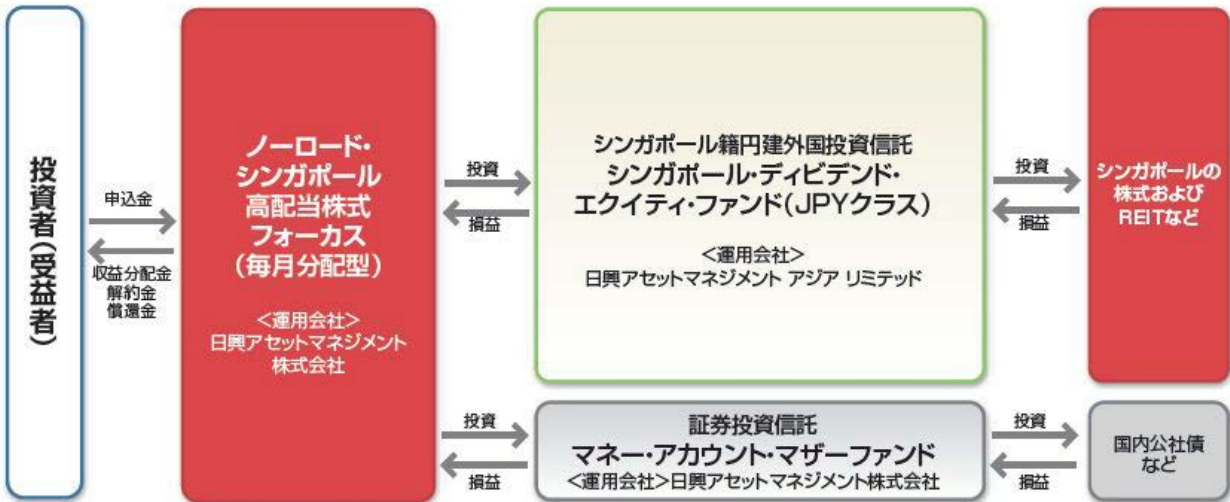 投資者(受益者)
申込金
収益分配金
解約金
償還金
ノーロード・
シンガポール
高配当株式
フォーカス
(毎月分配型)
<運用会社>
日興アセットマネジメント
株式会社
投資
損益
シンガポール籍円建外国投資信託
シンガポール・ディビデンド・
エクイティ・ファンド(JPYクラス)
<運用会社>
日興アセットマネジメント アジア リミテッド
投資
損益
シンガポールの
株式および
REITなど
投資
損益
証券投資信託
マネー・アカウント・マザーファンド
<運用会社>日興アセットマネジメント株式会社
投資
損益
国内公社債
など